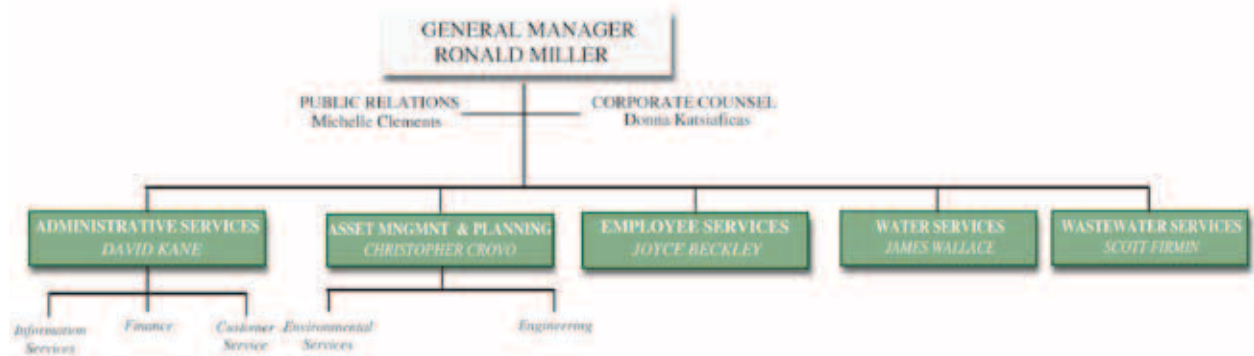 GENERAL MANAGER
RONALD MILLER
PUBLIC RELATIONS
Michelle Clements
CORPORATE COUNSEL
Donna Katsiaficas
ADMINISTRATIVE SERVICES
DAVID KANE
ASSET MNGMNT & PLANNING
CHRISTOPHER CROVO
EMPLOYEE SERVICES
JOYCE BECKLEY
WATER SERVICES
JAMES WALLACE
WASTEWATER SERVICES
SCOTT FIRMIN
Information
Services
Finance
Customer
Service
Environmental
Services
Engineering